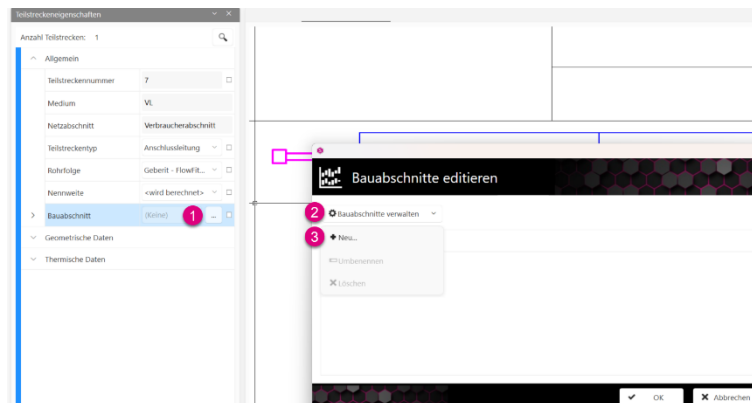 Teilstreckeneigenschaften
Anzahl Teilstrecken: 1
Allgemein
Teilstreckennummer 7
Medium VL
Netzabschnitt Verbraucherabschnitt
Teilstreckentyp Anschlussleitung
Rohrfolge Geberit - FlowFit...
Nennweite <wird berechnet>
Bauabschnitt (Keine) 1 ...
Geometrische Daten
Thermische Daten
Bauabschnitte editieren
2 Bauabschnitte verwalten
3 Neu...
Umbenennen
Löschen
OK Abbrechen